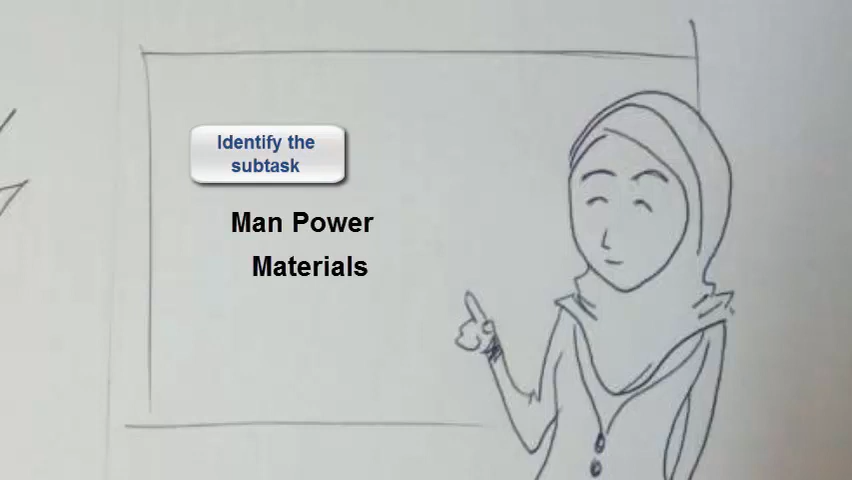 Identify the
subtask
Man Power
Materials